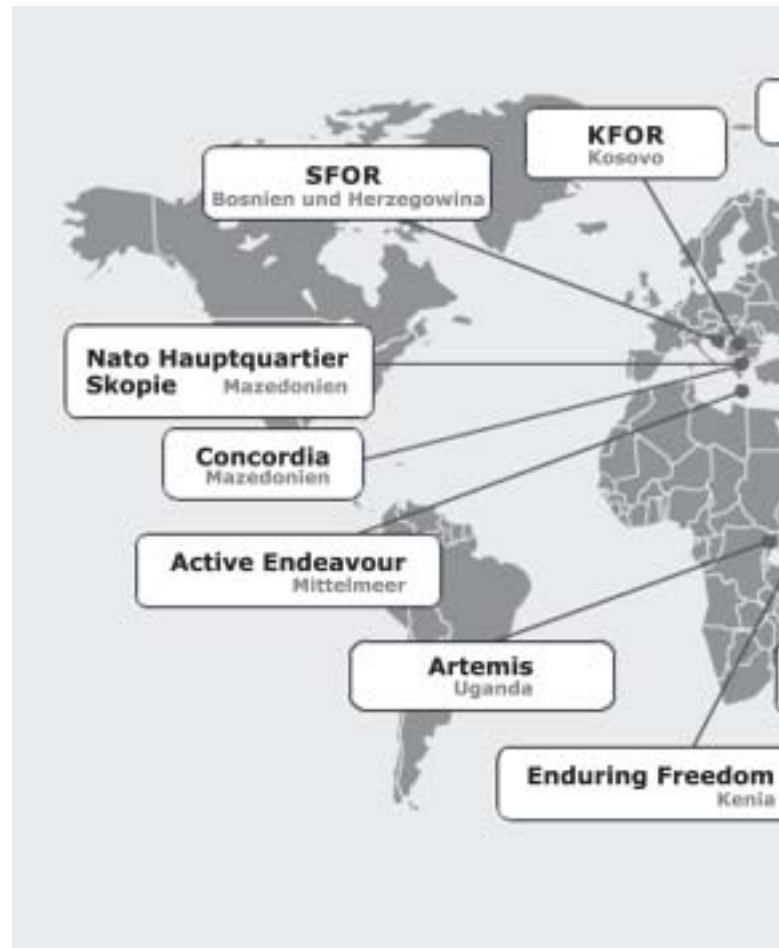 KFOR
Kosovo
SFOR
Bosnien und Herzegowina
Nato Hauptquartier
Skopie Mazedonien
Concordia
Mazedonien
Active Endeavour
Mittelmeer
Artemis
Uganda
Enduring Freedom
Kenia